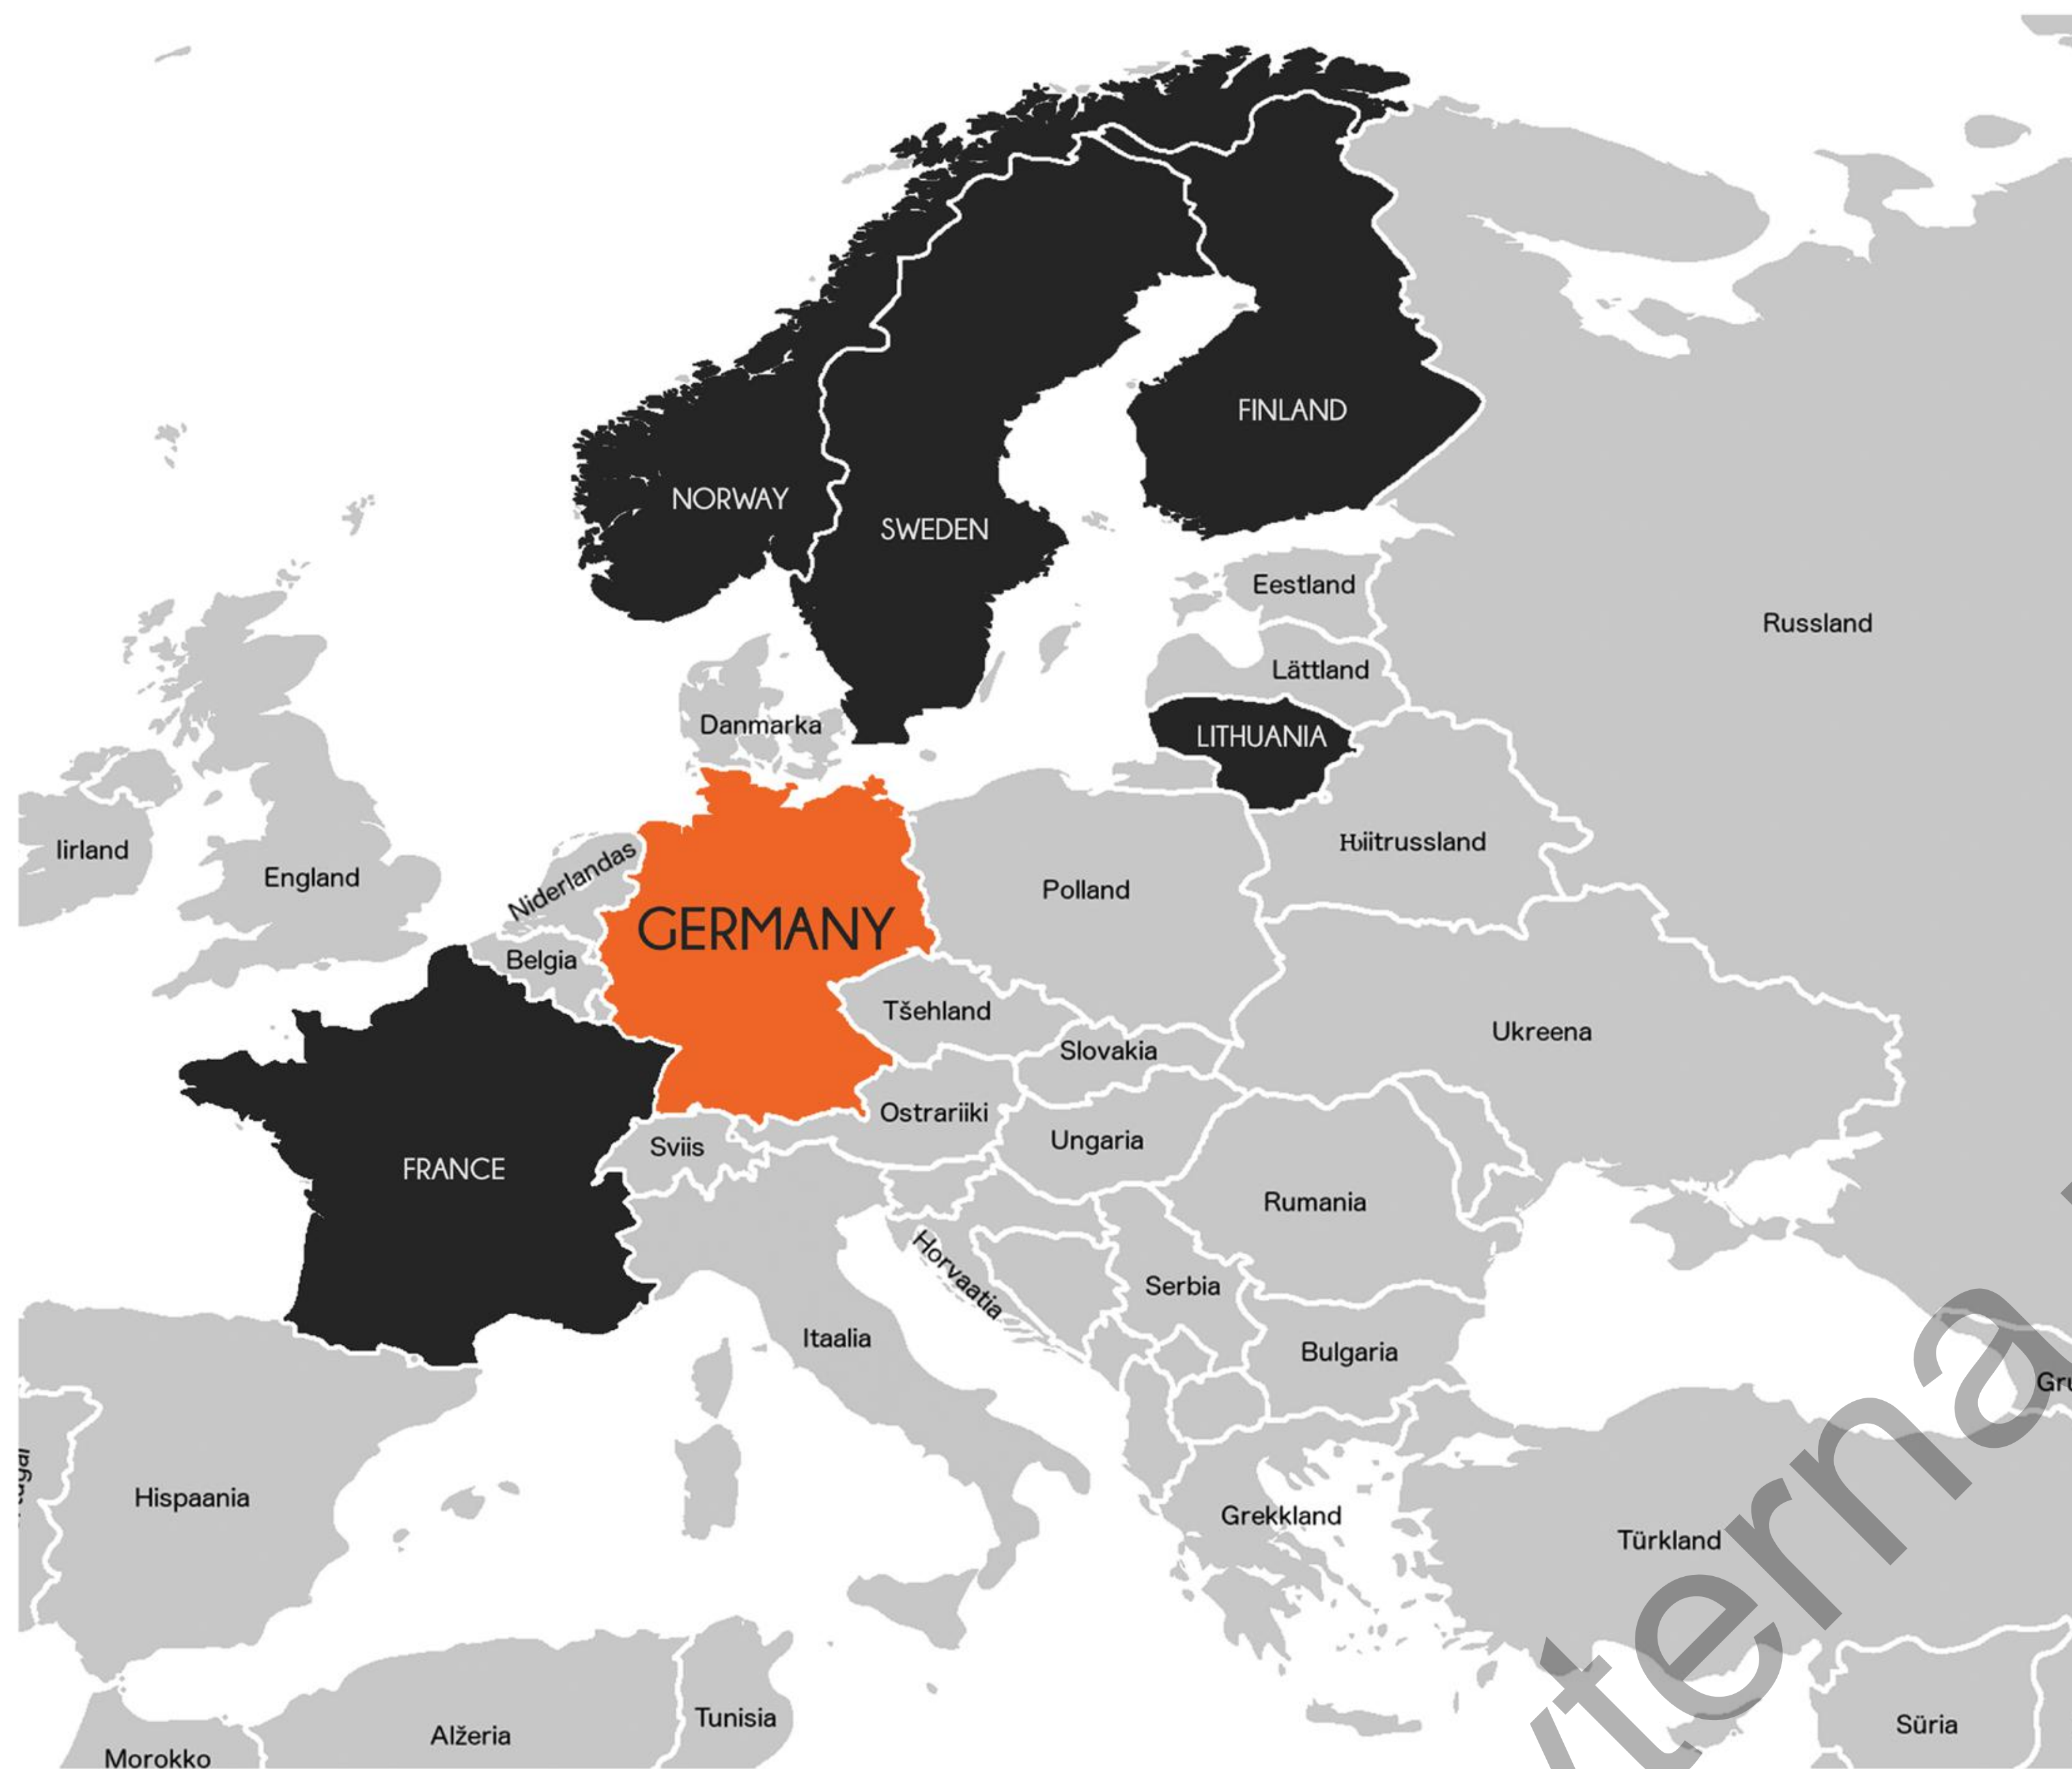 FINLAND
NORWAY
SWEDEN
Eestland
Russland
Lättland
Danmarka
LITHUANIA
Iirland
England
Niderlandas
Polland
GERMANY
Belgia
Tšehland
Ukreena
Slovakia
Ostrariiki
Ungaria
Sviis
FRANCE
Rumania
Horvaatia
Serbia
Itaalia
Bulgaria
Hispaania
Grekkland
Türkland
Tunisia
Süria
Alžeria
Morokko